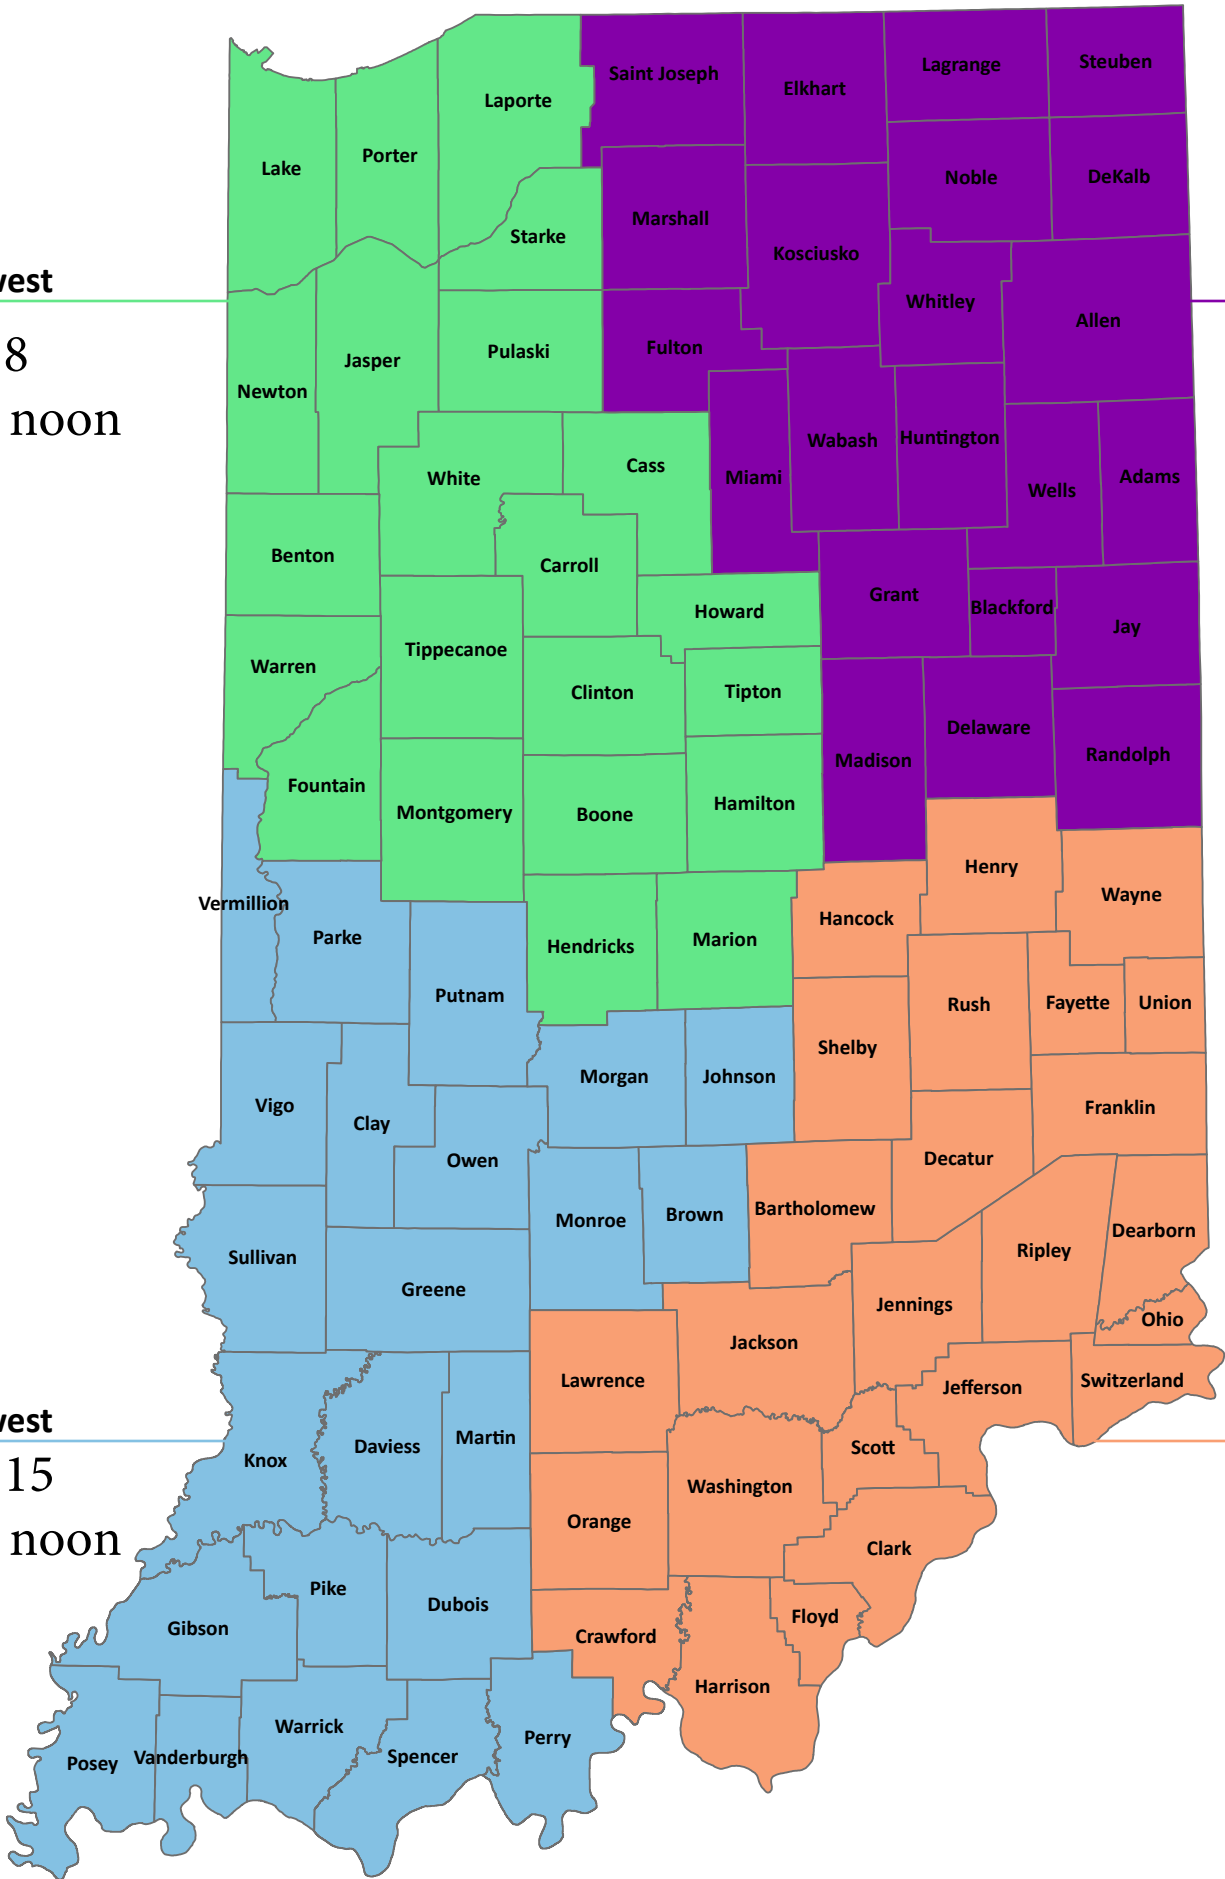 Saint Joseph
Elkhart
Lagrange
Steuben
Laporte
Lake
Porter
Noble
DeKalb
Marshall
Starke
Kosciusko
vest
8
noon
Whitley
Allen
Fulton
Pulaski
Jasper
Newton
Wabash
Huntington
Cass
White
Miami
Wells
Adams
Benton
Carroll
Grant
Blackford
Howard
Jay
Tippecanoe
Warren
Clinton
Tipton
Delaware
Randolph
Madison
Fountain
Montgomery
Boone
Hamilton
Henry
Wayne
Vermillion
Hancock
Parke
Hendricks
Marion
Putnam
Rush
Fayette
Union
Shelby
Morgan
Johnson
Vigo
Clay
Franklin
Owen
Decatur
Monroe
Brown
Bartholomew
Dearborn
Sullivan
Ripley
Greene
Jennings
Ohio
Jackson
Lawrence
Jefferson
Switzerland
vest
15
noon
Knox
Daviess
Martin
Scott
Washington
Orange
Clark
Pike
Dubois
Gibson
Floyd
Crawford
Harrison
Warrick
Perry
Posey
Vanderburgh
Spencer